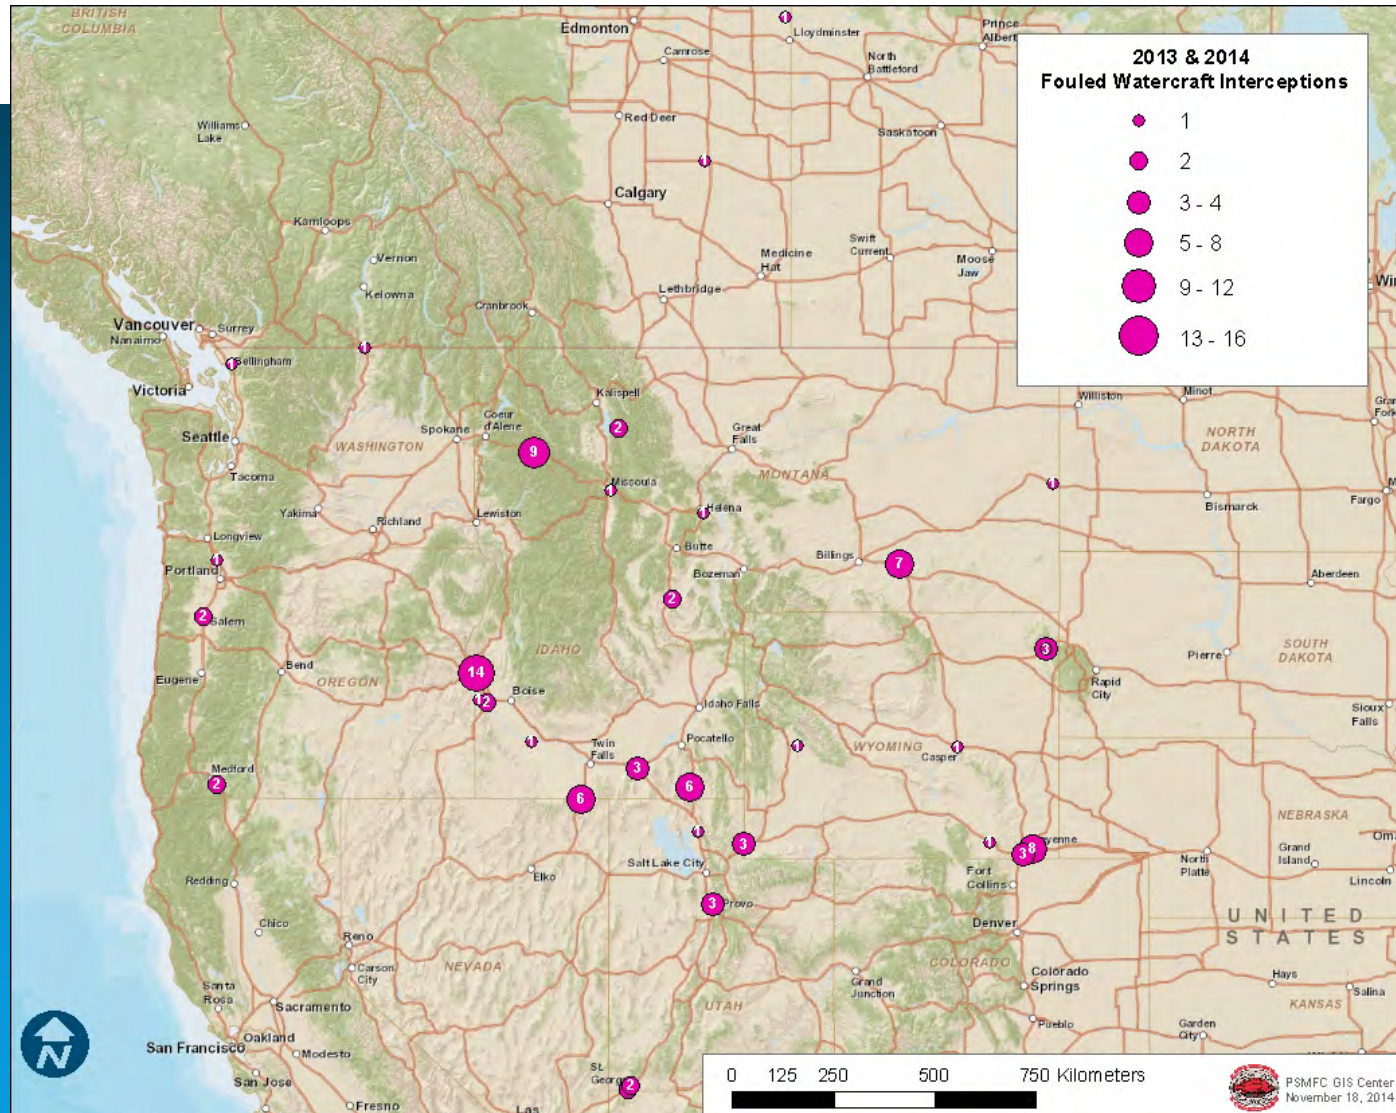 BRITISH
COLUMBIA
Edmonton
Lloydminster
Prince
Albert
Camrose
North
Battleford
2013 & 2014
Fouled Watercraft Interceptions
1
2
3 - 4
5 - 8
9 - 12
13 - 16
Williams
Lake
Red Deer
Saskatoon
1
1
Calgary
Kamloops
Vernon
Medicine
Hat
Swift
Current
Moose
Jaw
Kelowna
Lethbridge
Cranbrook
Vancouver
Surrey
Nanaimo
1
Bellingham
1
Victoria
Kalispell
Williston
Minot
Seattle
Spokane
Coeur
d'Alene
2
Great
Falls
WASHINGTON
9
MONTANA
NORTH
DAKOTA
Tacoma
1
Missoula
1
Fargo
Bismarck
Yakima
Richland
Lewiston
1
Helena
Longview
Butte
Billings
7
1
Portland
Bozeman
Aberdeen
2
Salem
2
IDAHO
3
Pierre
SOUTH
DAKOTA
Bend
14
Eugene
OREGON
Rapid
City
1
2
Boise
Idaho Falls
Sioux
Falls
1
Twin
Falls
Pocatello
1
WYOMING
Casper
1
Medford
2
3
6
6
NEBRASKA
1
3
1
3
8
yenne
Grand
Island
Salt Lake City
North
Platte
Elko
Fort
Collins
Lincoln
Redding
3
Provo
Chico
Denver
UNITED
STATES
Reno
NEVADA
COLORADO
Carson
City
Grand
Junction
Colorado
Springs
Hays
Salina
Santa
Rosa
Sacramento
UTAH
KANSAS
Pueblo
Garden
City
Oakland
San Francisco
Modesto
N
San Jose
St.
George
2
Fresno
Las
0 125 250 500 750 Kilometers
PSMFC GIS Center
November 18, 2014